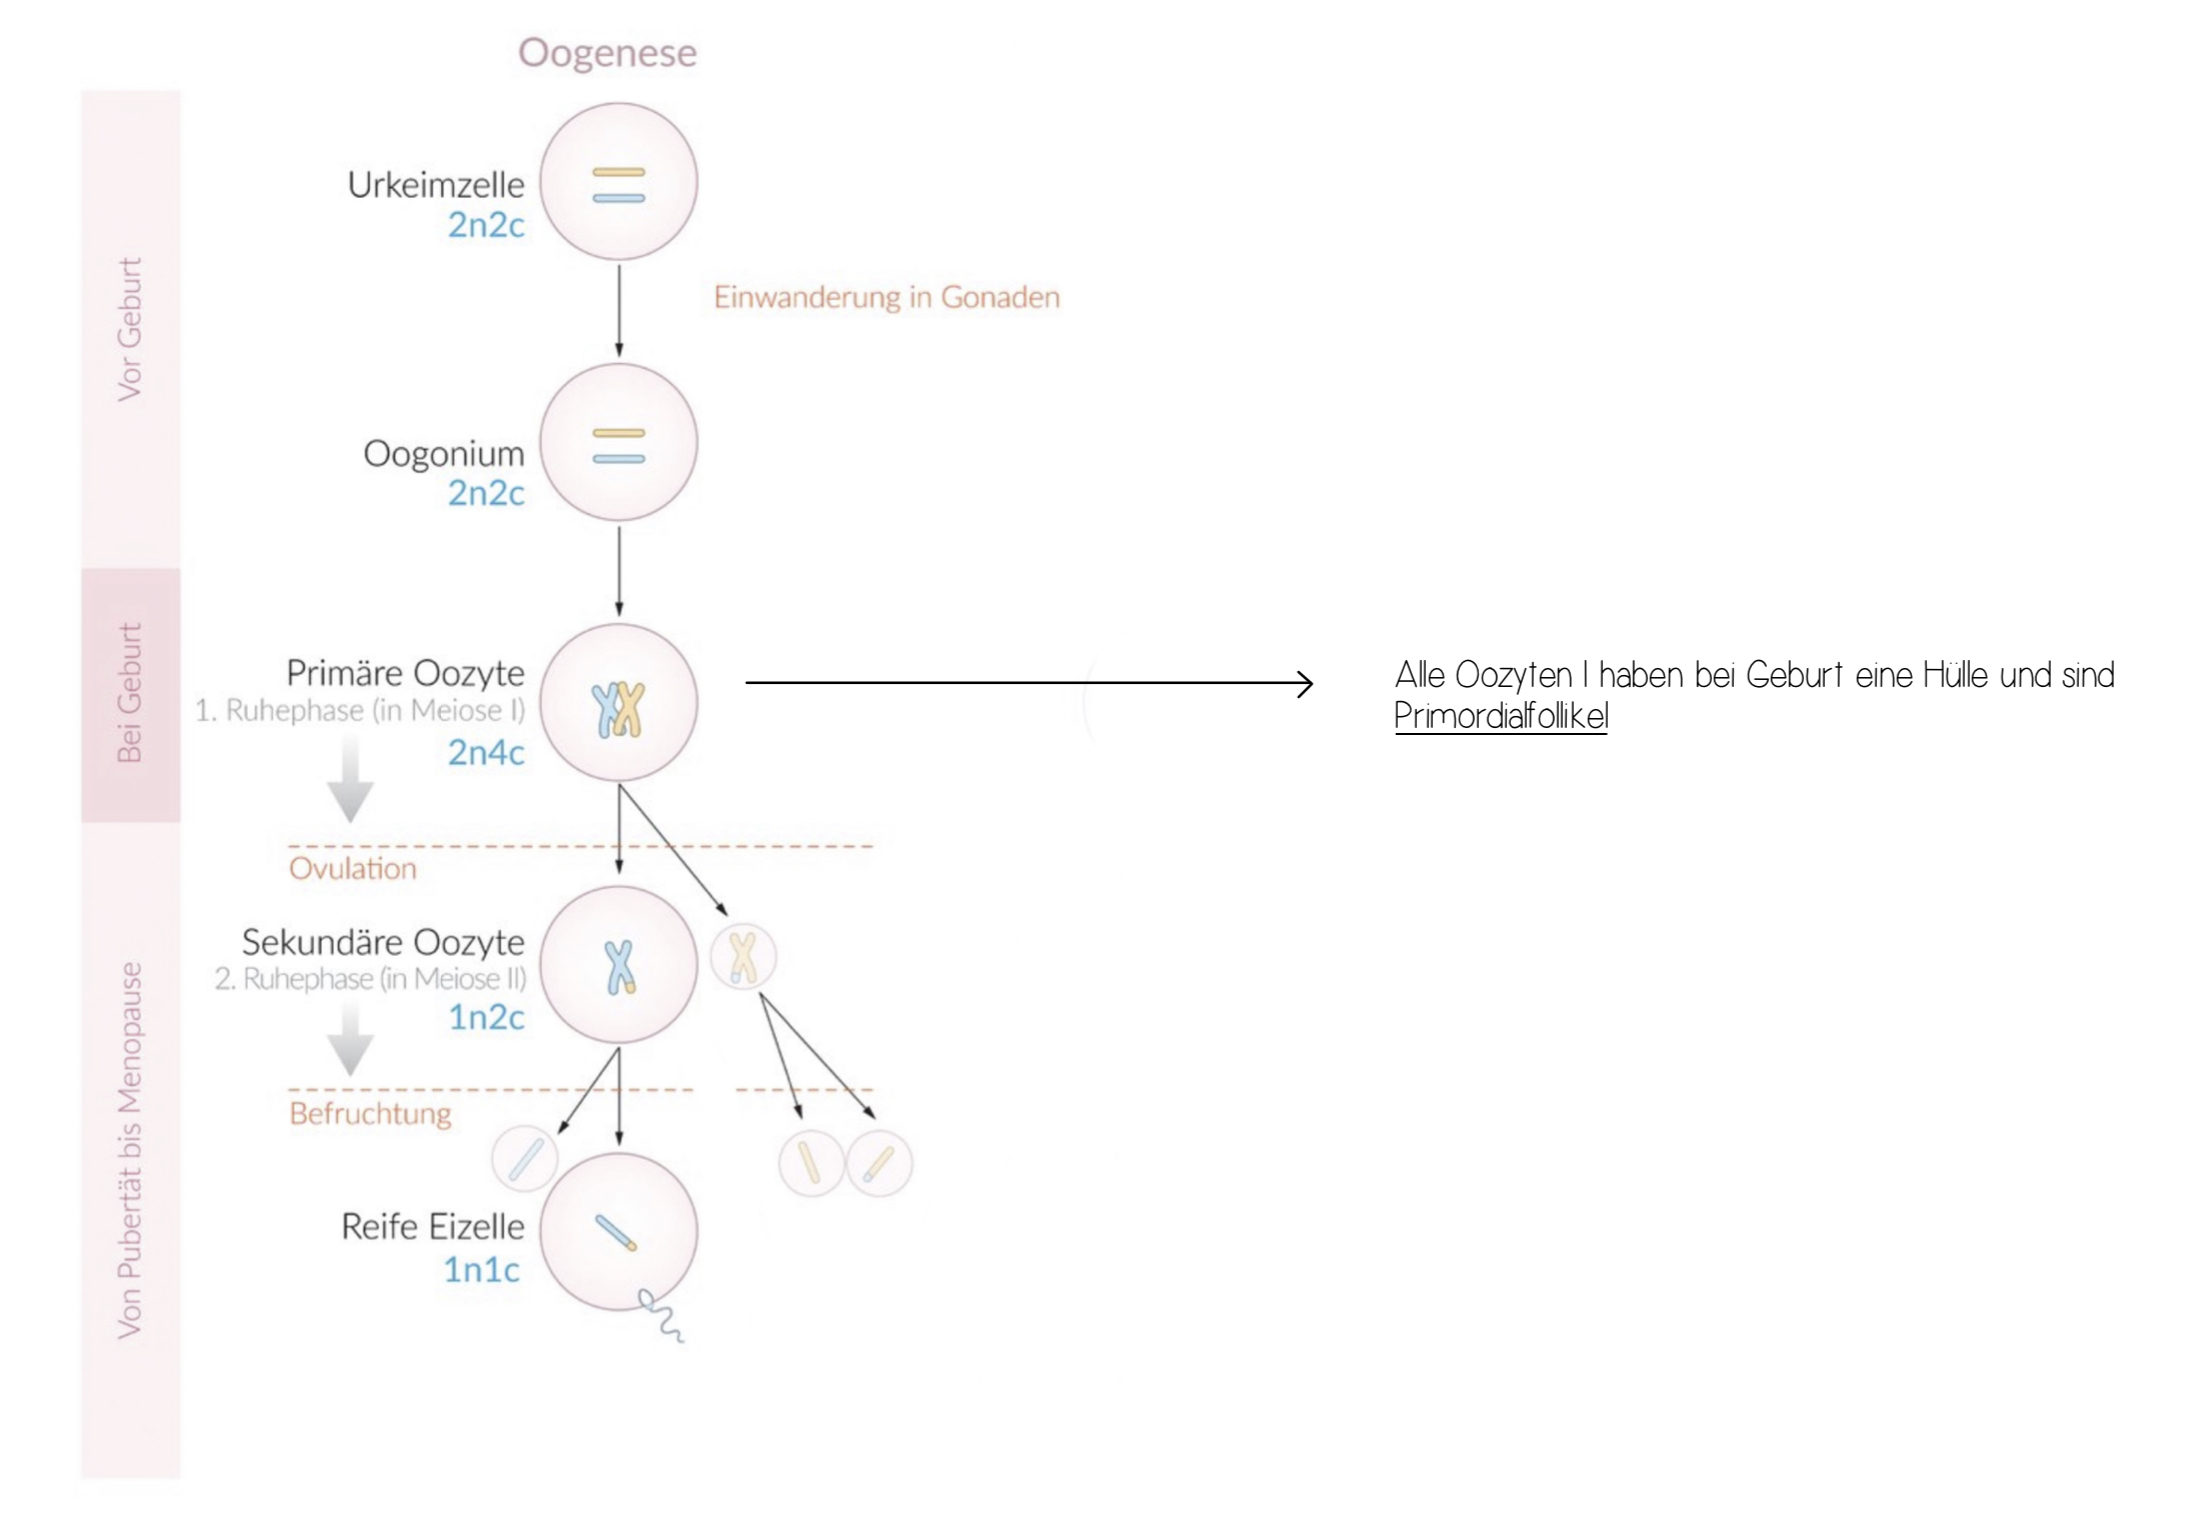 Oogenese
Vor Geburt
Urkeimzelle
2n2c
Einwanderung in Gonaden
Oogonium
2n2c
Bei Geburt
Primäre Oozyte
1. Ruhephase (in Meiose I)
2n4c
Alle Oozyten I haben bei Geburt eine Hülle und sind
Primordialfollikel
Von Pubertät bis Menopause
Ovulation
Sekundäre Oozyte
2. Ruhephase (in Meiose II)
1n2c
Befruchtung
Reife Eizelle
1n1c